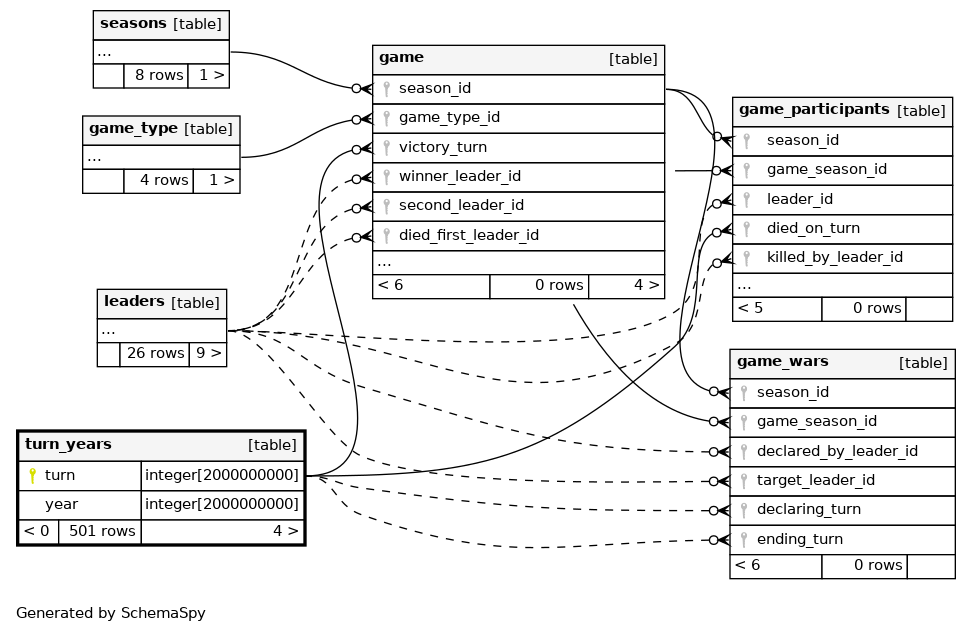 seasons [table]
...
8 rows 1 >
game_type [table]
...
4 rows 1 >
leaders [table]
...
26 rows 9 >
turn_years [table]
turn integer[2000000000]
year integer[2000000000]
< 0 501 rows 4 >
game [table]
season_id
game_type_id
victory_turn
winner_leader_id
second_leader_id
died_first_leader_id
...
< 6 0 rows 4 >
game_participants [table]
season_id
game_season_id
leader_id
died_on_turn
killed_by_leader_id
...
< 5 0 rows
game_wars [table]
season_id
game_season_id
declared_by_leader_id
target_leader_id
declaring_turn
ending_turn
< 6 0 rows
Generated by SchemaSpy